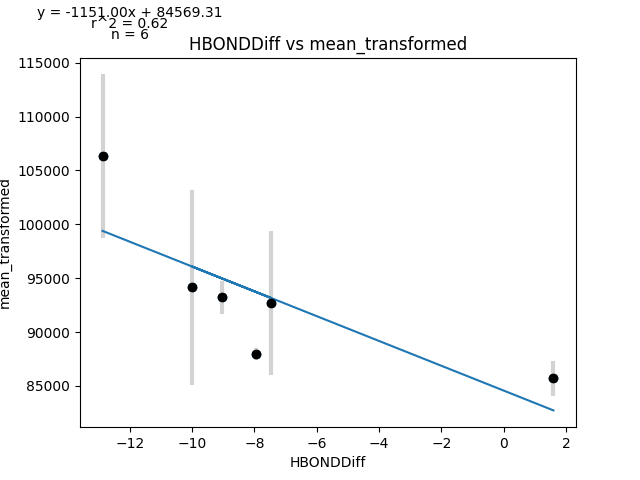 y = -1151.00x + 84569.31
r^2 = 0.62
n = 6
HBONDDiff vs mean_transformed
115000
110000
105000
100000
95000
90000
85000
mean_transformed
−12
−10
−8
−6
−4
−2
0
2
HBONDDiff